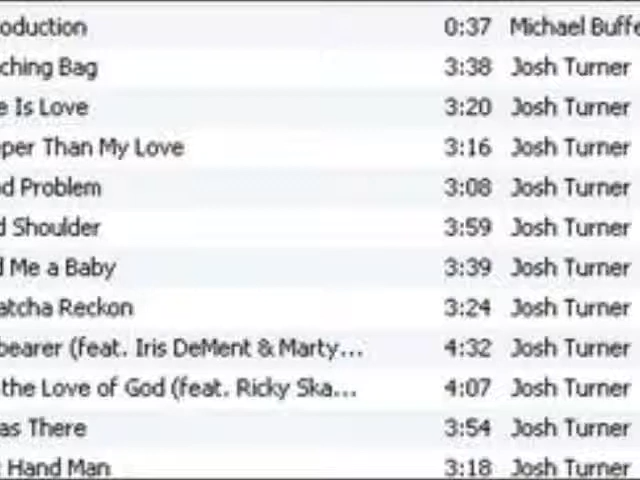 oduction 0:37 Michael Buffe
ching Bag 3:38 Josh Turner
e Is Love 3:20 Josh Turner
per Than My Love 3:16 Josh Turner
d Problem 3:08 Josh Turner
d Shoulder 3:59 Josh Turner
d Me a Baby 3:39 Josh Turner
atcha Reckon 3:24 Josh Turner
bearer (feat. Iris DeMent & Marty... 4:32 Josh Turner
the Love of God (feat. Ricky Ska... 4:07 Josh Turner
as There 3:54 Josh Turner
t Hand Man 3:18 Josh Turner